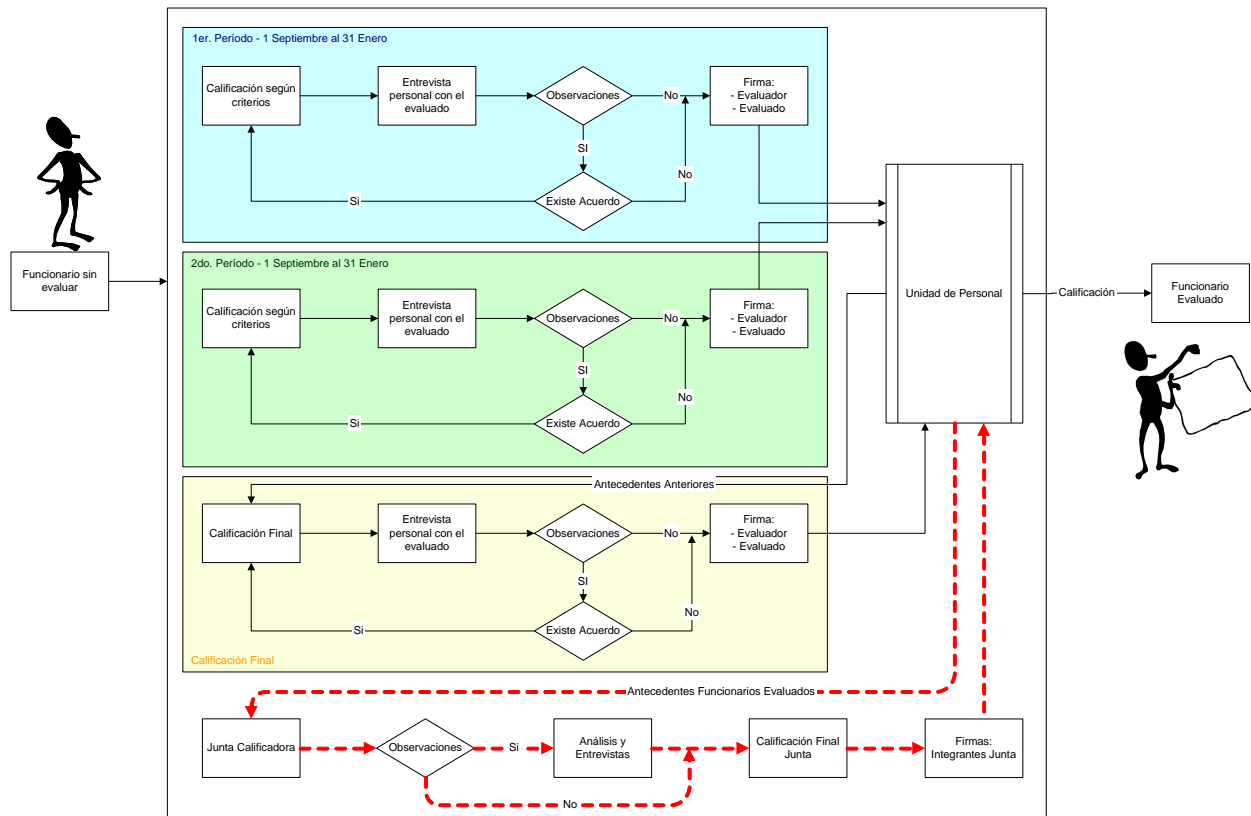 1er. Período - 1 Septiembre al 31 Enero
Calificación según
criterios
Entrevista
personal con el
evaluado
Observaciones
No
Firma:
- Evaluador
- Evaluado
SI
No
Si
Existe Acuerdo
Funcionario sin
evaluar
2do. Período - 1 Septiembre al 31 Enero
Calificación según
criterios
Entrevista
personal con el
evaluado
Observaciones
No
Firma:
- Evaluador
- Evaluado
SI
No
Si
Existe Acuerdo
Unidad de Personal
Calificación
Funcionario
Evaluado
Antecedentes Anteriores
Calificación Final
Entrevista
personal con el
evaluado
Observaciones
No
Firma:
- Evaluador
- Evaluado
SI
No
Si
Existe Acuerdo
Calificación Final
Antecedentes Funcionarios Evaluados
Junta Calificadora
Observaciones
Si
Análisis y
Entrevistas
Calificación Final
Junta
Firmas:
Integrantes Junta
No